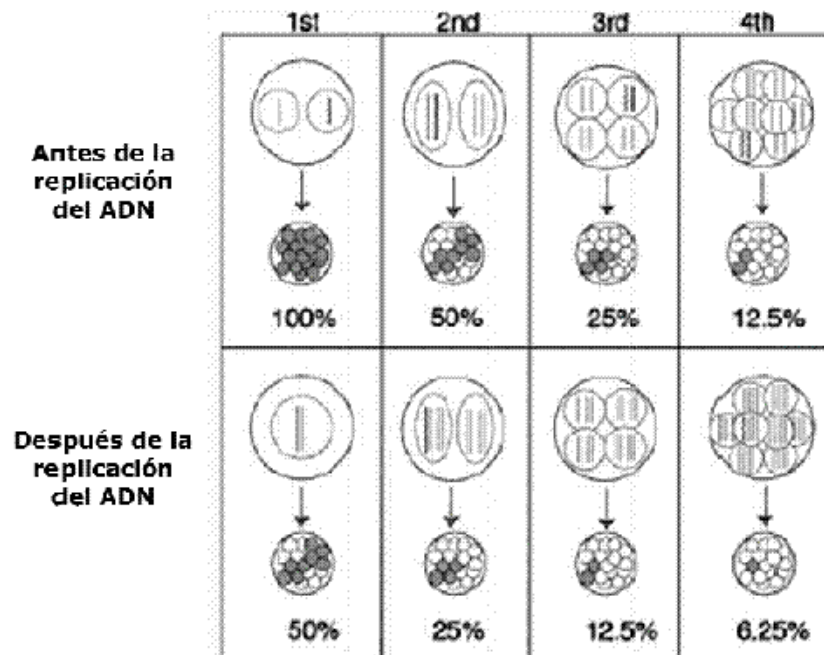 1st 2nd 3rd 4th
Antes de la
replicación
del ADN
100% 50% 25% 12.5%
Después de la
replicación
del ADN
50% 25% 12.5% 6.25%